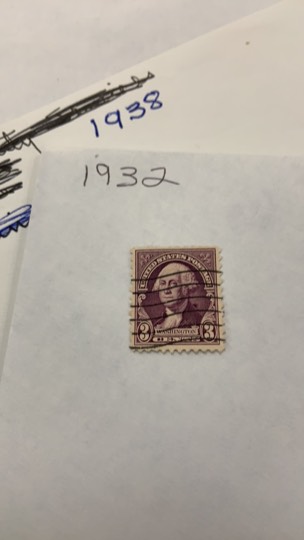 1938
1932
UNITED STATES POSTAGE
3 WASHINGTON 3